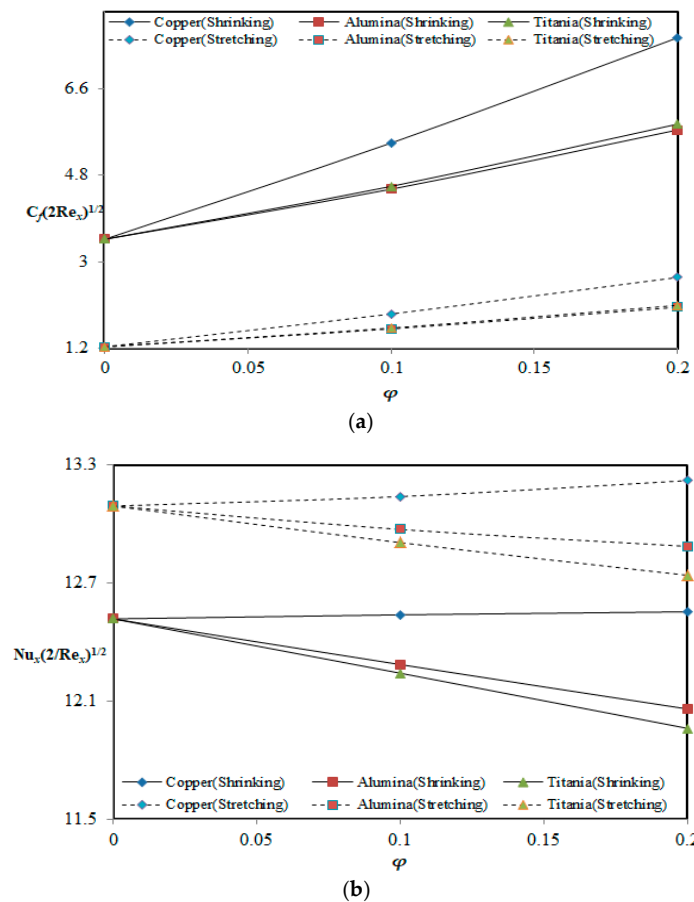 Copper(Shrinking) Alumina(Shrinking) Titania(Shrinking)
Copper(Stretching) Alumina(Stretching) Titania(Stretching)
6.6
4.8
C𝑓(2Reₓ)¹/²
3
1.2
0 0.05 0.1 0.15 0.2
φ
(a)
13.3
12.7
Nuₓ(2/Reₓ)¹/²
12.1
Copper(Shrinking) Alumina(Shrinking) Titania(Shrinking)
Copper(Stretching) Alumina(Stretching) Titania(Stretching)
11.5
0 0.05 0.1 0.15 0.2
φ
(b)